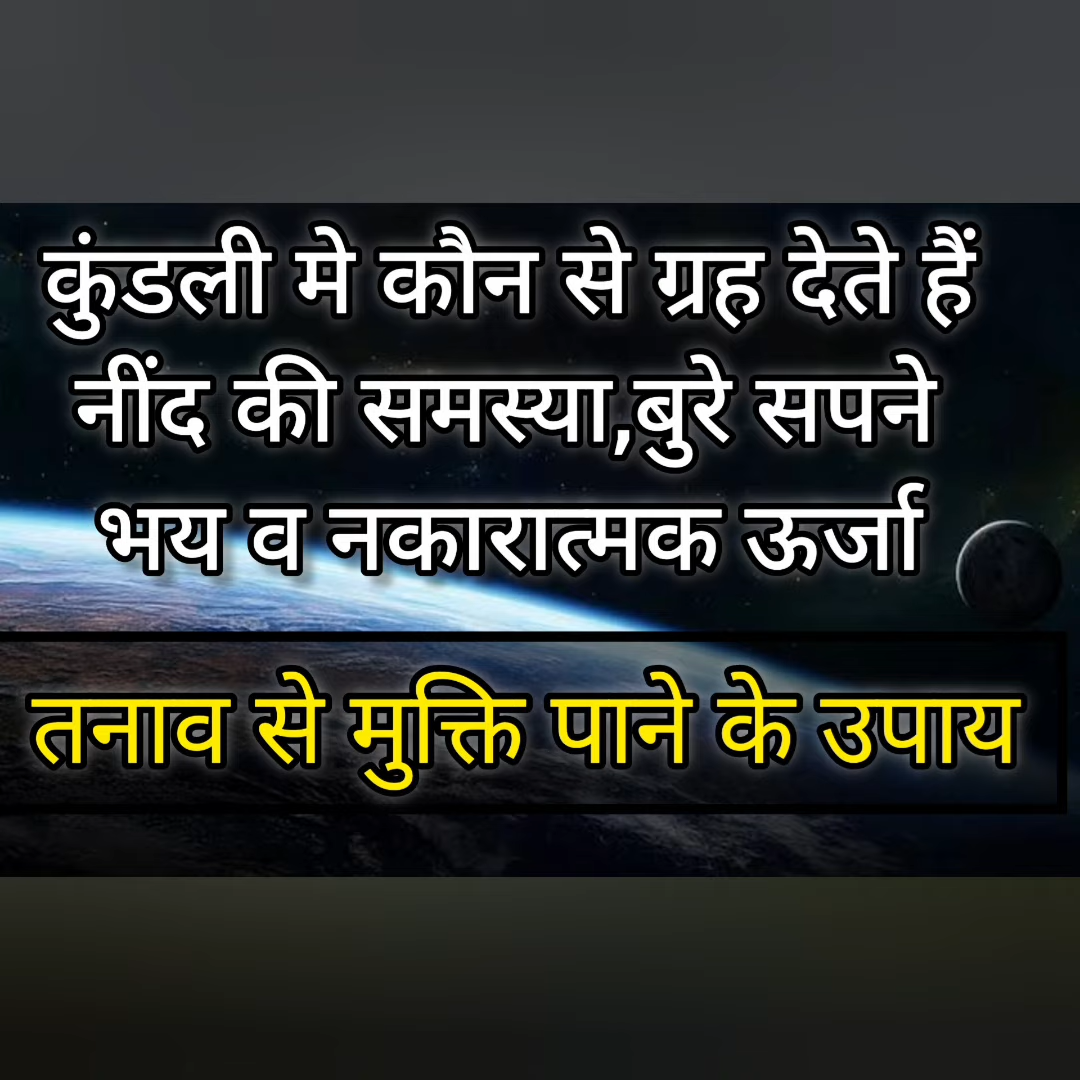 कुंडली मे कौन से ग्रह देते हैं
नींद की समस्या,बुरे सपने
भय व नकारात्मक ऊर्जा
तनाव से मुक्ति पाने के उपाय